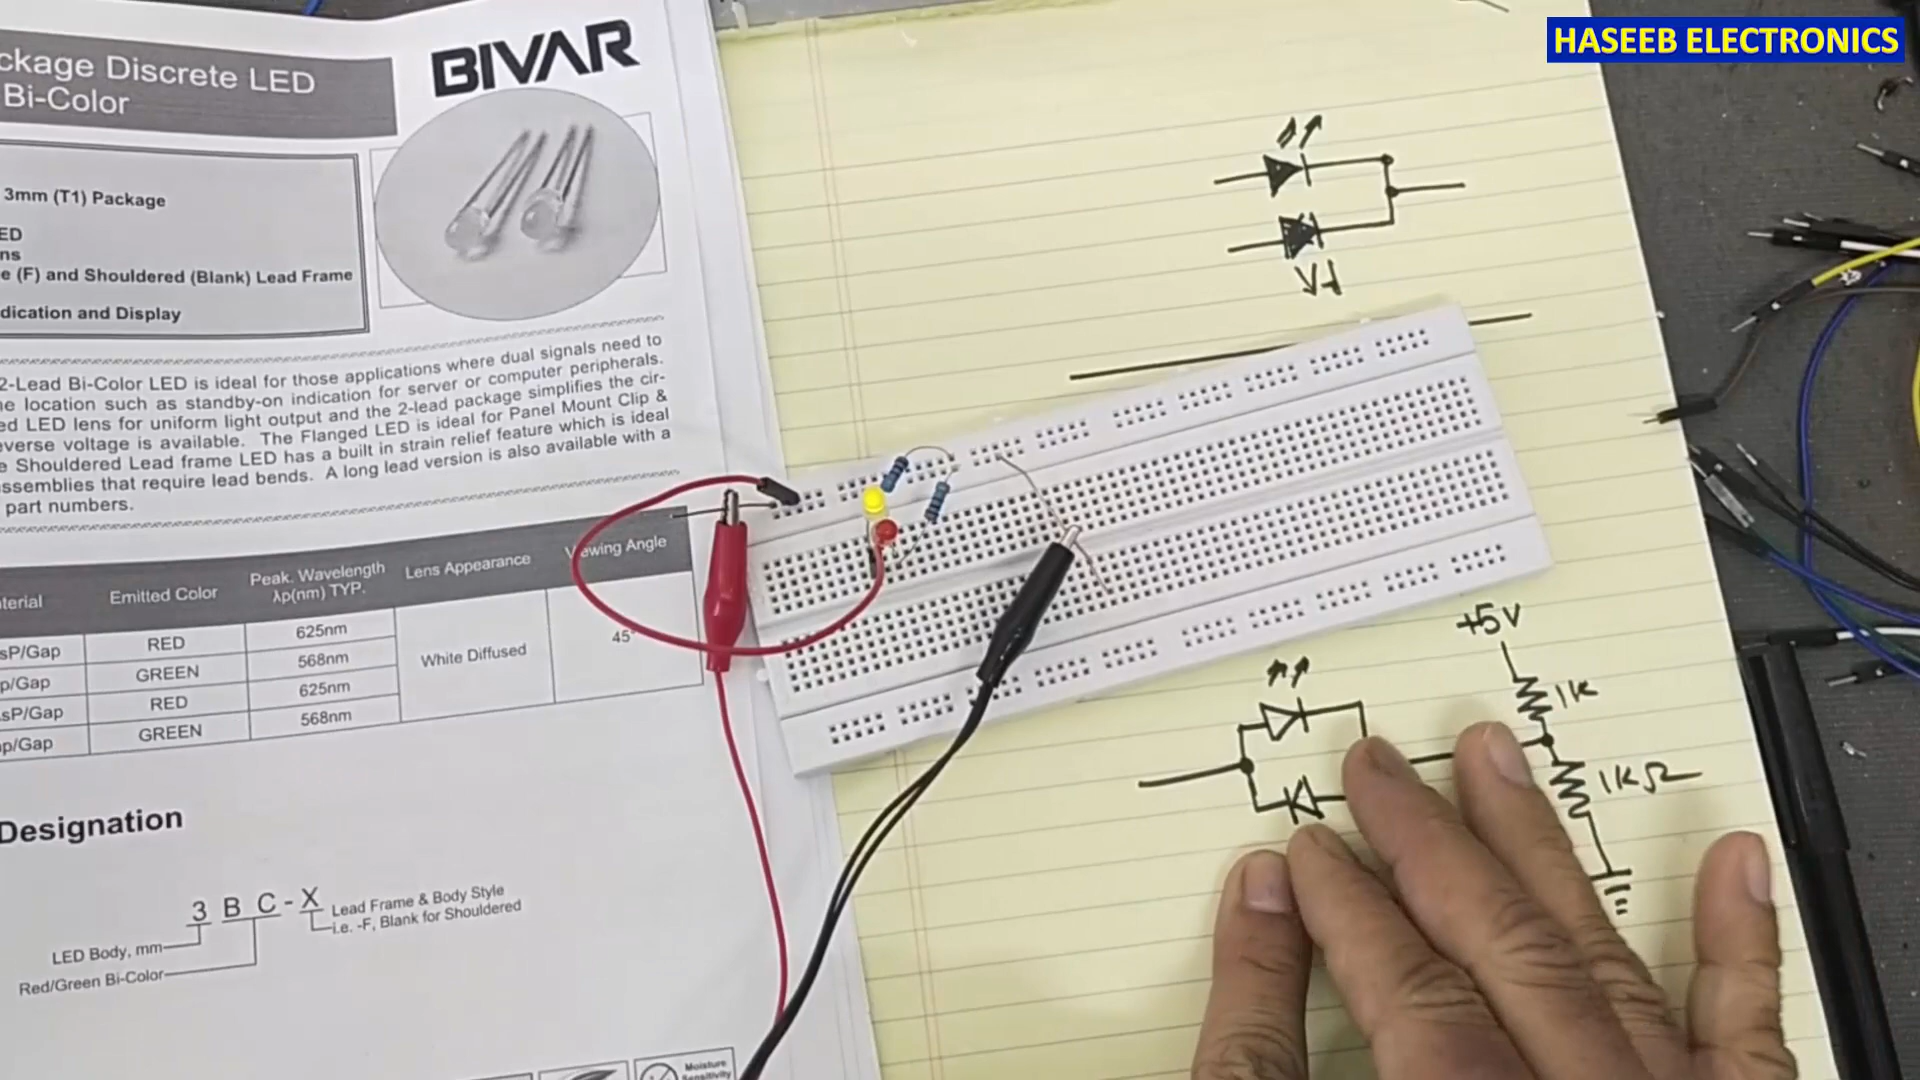 HASEEB ELECTRONICS
BIVAR
ckage Discrete LED
Bi-Color
3mm (T1) Package
ED
ns
e (F) and Shouldered (Blank) Lead Frame
dication and Display
2-Lead Bi-Color LED is ideal for those applications where dual signals need to
e location such as standby-on indication for server or computer peripherals.
ed LED lens for uniform light output and the 2-lead package simplifies the cir-
everse voltage is available. The Flanged LED is ideal for Panel Mount Clip &
e Shouldered Lead frame LED has a built in strain relief feature which is ideal
ssemblies that require lead bends. A long lead version is also available with a
part numbers.
terial Emitted Color Peak. Wavelength λp(nm) TYP. Lens Appearance Viewing Angle
sP/Gap RED 625nm White Diffused 45°
p/Gap GREEN 568nm
sP/Gap RED 625nm
p/Gap GREEN 568nm
Designation
3 B C - X
Lead Frame & Body Style
i.e. -F, Blank for Shouldered
LED Body, mm
Red/Green Bi-Color
Moisture
Sensitivity
+5V
1K
1KΩ